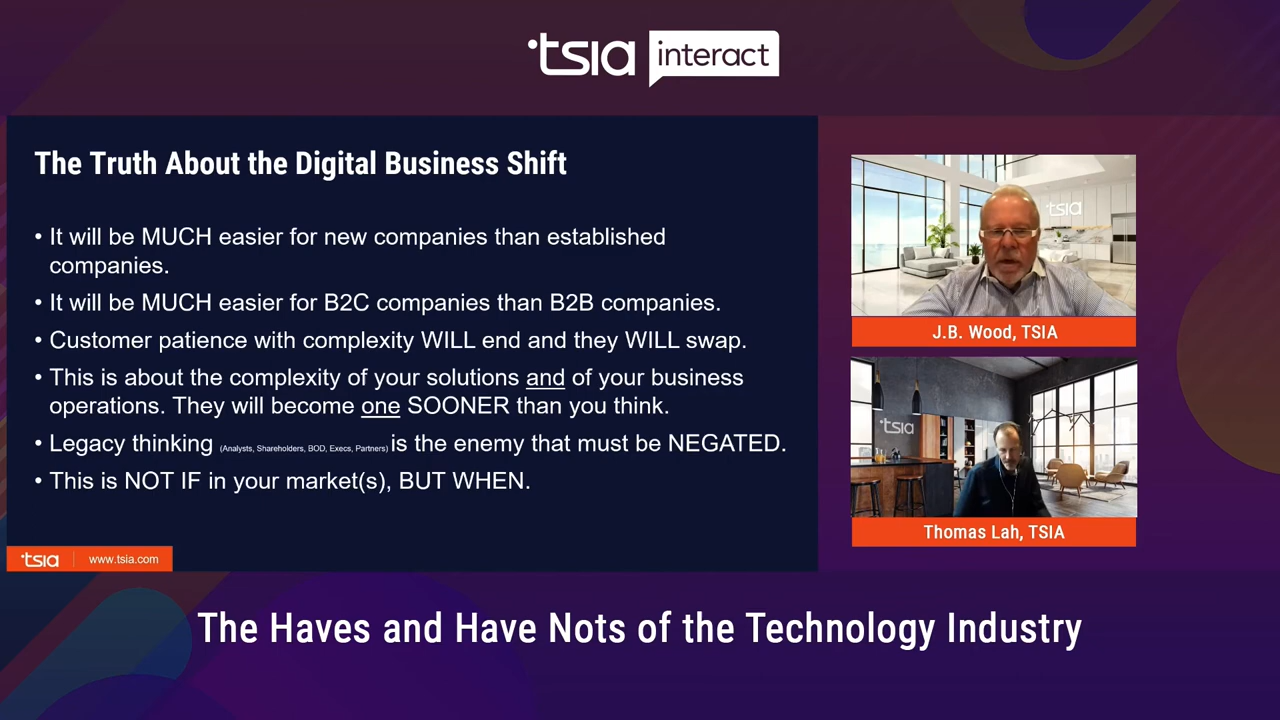 tsia interact
The Truth About the Digital Business Shift
• It will be MUCH easier for new companies than established
companies.
• It will be MUCH easier for B2C companies than B2B companies.
• Customer patience with complexity WILL end and they WILL swap.
• This is about the complexity of your solutions and of your business
operations. They will become one SOONER than you think.
• Legacy thinking (Analysts, Shareholders, BOD, Execs, Partners) is the enemy that must be NEGATED.
• This is NOT IF in your market(s), BUT WHEN.
tsia | www.tsia.com
tsia
J.B. Wood, TSIA
tsia
Thomas Lah, TSIA
The Haves and Have Nots of the Technology Industry